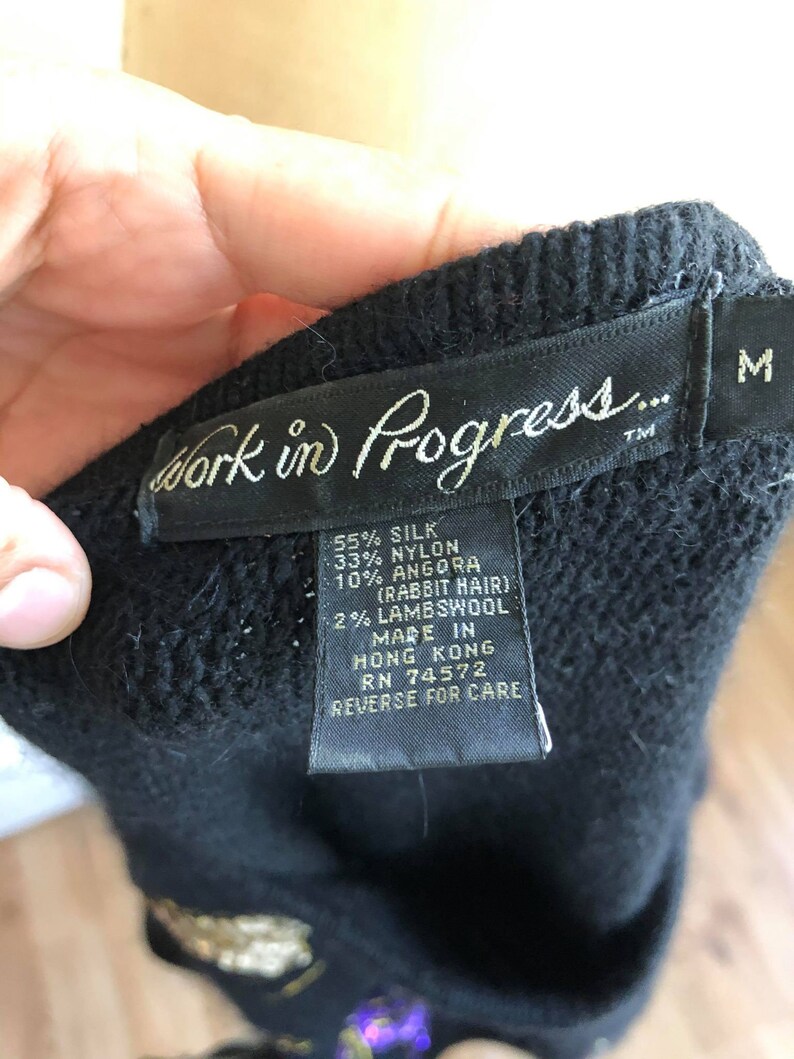 Work in Progress...
TM
M
55% SILK
33% NYLON
10% ANGORA
(RABBIT HAIR)
2% LAMBSWOOL
MADE IN
HONG KONG
RN 74572
REVERSE FOR CARE